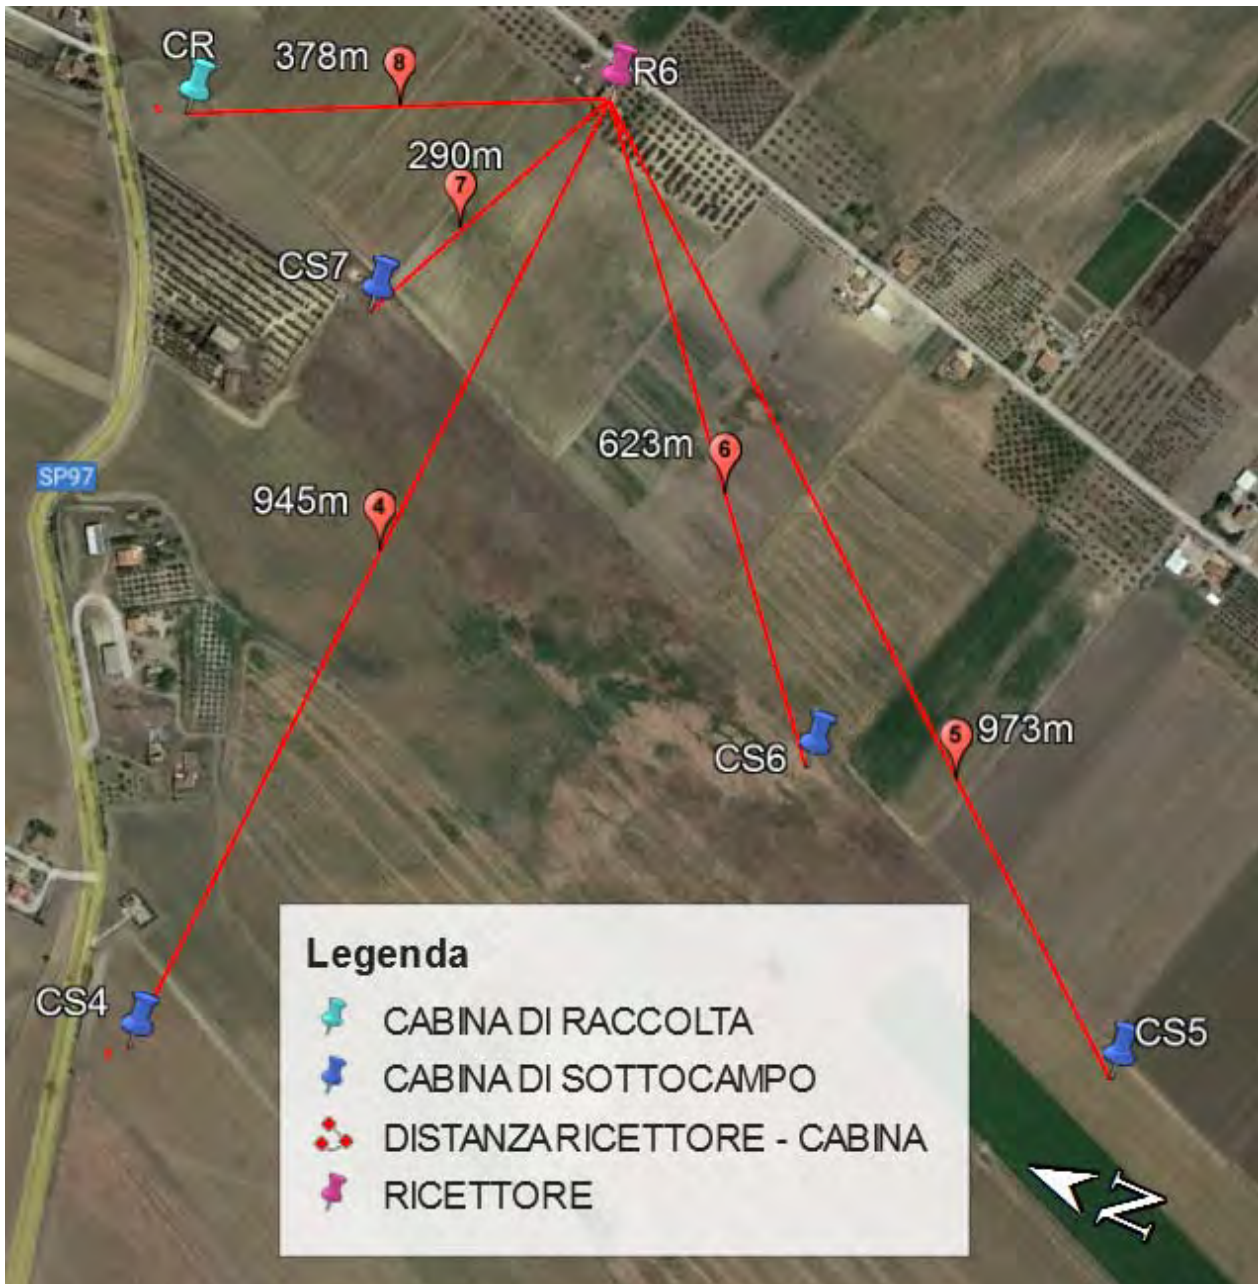 CR
378m
8
R6
290m
7
CS7
SP97
945m
4
623m
6
CS6
5
973m
CS4
CS5
Legenda
CABINA DI RACCOLTA
CABINA DI SOTTOCAMPO
DISTANZA RICETTORE - CABINA
RICETTORE
N